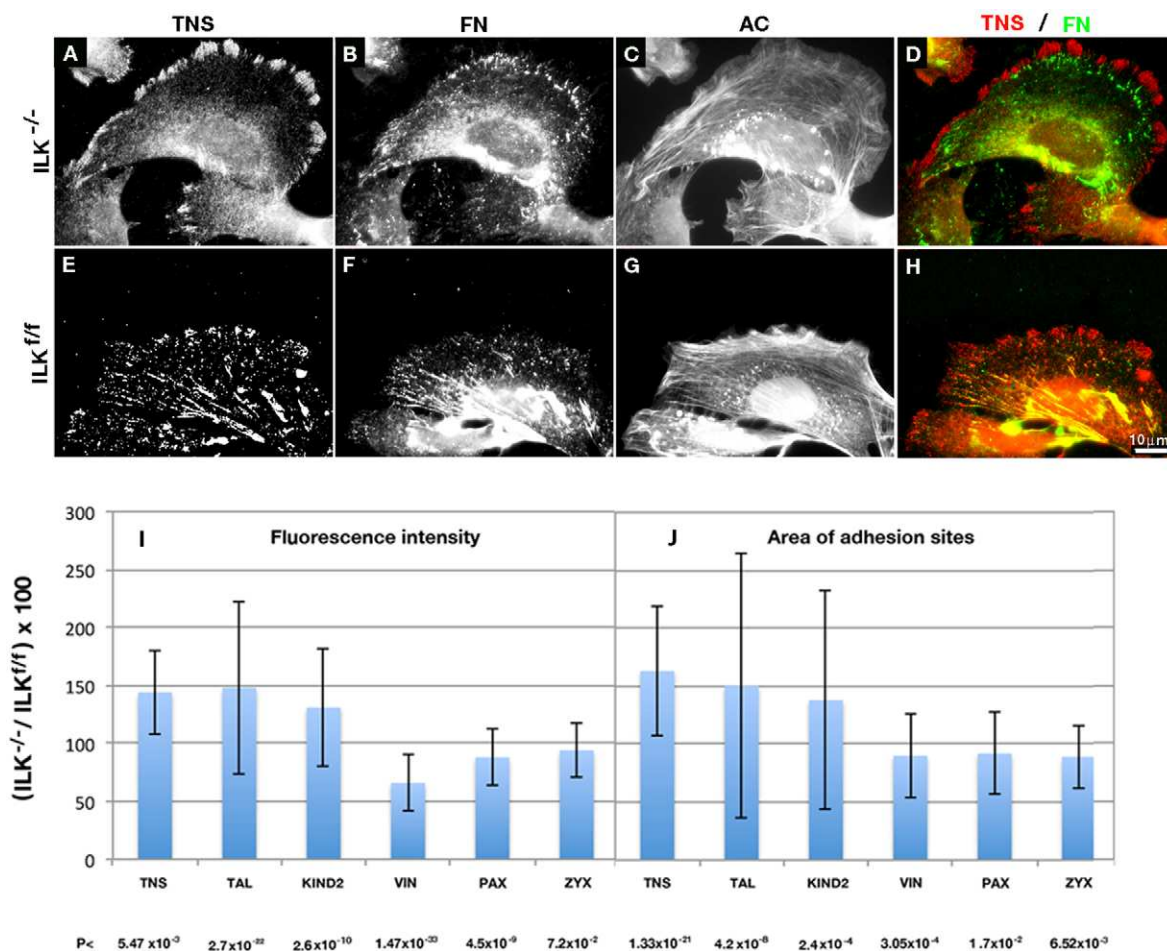 TNS FN AC TNS / FN
A B C D
ILK-/-
E F G H
ILK f/f
10µm
300
I Fluorescence intensity J Area of adhesion sites
250
200
150
100
50
0
(ILK-/-/ ILKf/f) x 100
TNS TAL KIND2 VIN PAX ZYX TNS TAL KIND2 VIN PAX ZYX
P< 5.47 x10-3 2.7x10-22 2.6x10-10 1.47x10-33 4.5x10-9 7.2x10-2 1.33x10-21 4.2 x10-8 2.4x10-4 3.05x10-4 1.7x10-2 6.52x10-3